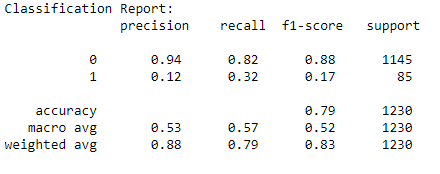 Classification Report:
precision recall f1-score support
0 0.94 0.82 0.88 1145
1 0.12 0.32 0.17 85
accuracy 0.79 1230
macro avg 0.53 0.57 0.52 1230
weighted avg 0.88 0.79 0.83 1230